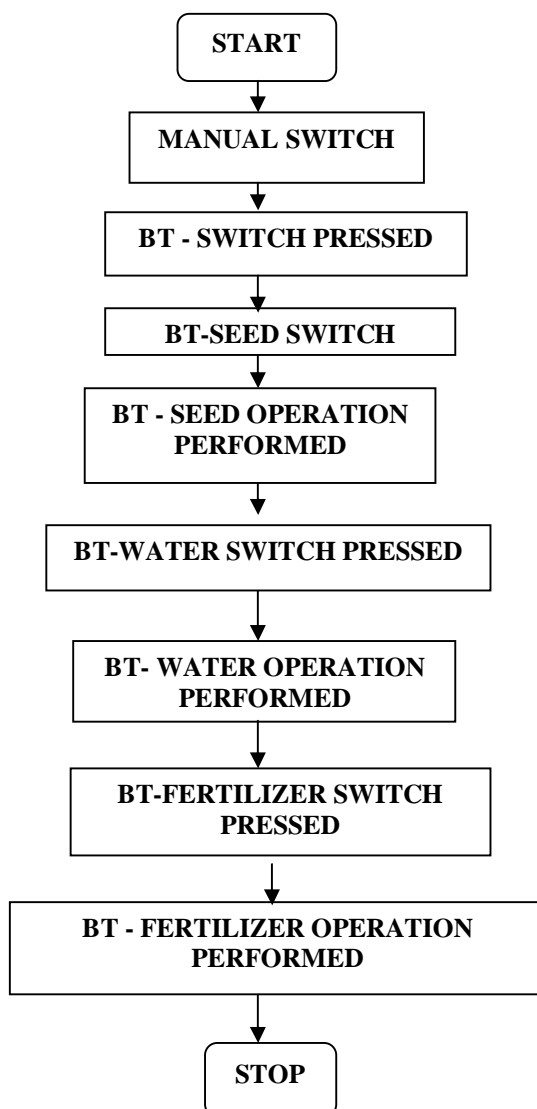 START
MANUAL SWITCH
BT - SWITCH PRESSED
BT-SEED SWITCH
BT - SEED OPERATION
PERFORMED
BT-WATER SWITCH PRESSED
BT- WATER OPERATION
PERFORMED
BT-FERTILIZER SWITCH
PRESSED
BT - FERTILIZER OPERATION
PERFORMED
STOP